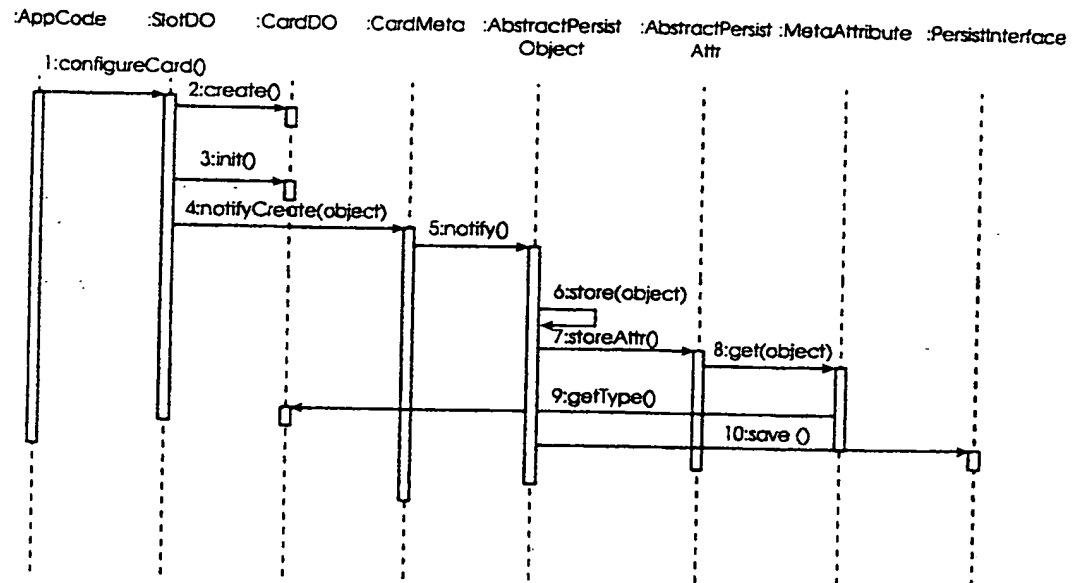 :AppCode :SlotDO :CardDO :CardMeta :AbstractPersist Object :AbstractPersist Attr :MetaAttribute :PersistInterface
1:configureCard()
2:create()
3:init()
4:notifyCreate(object)
5:notify()
6:store(object)
7:storeAttr()
8:get(object)
9:getType()
10:save ()